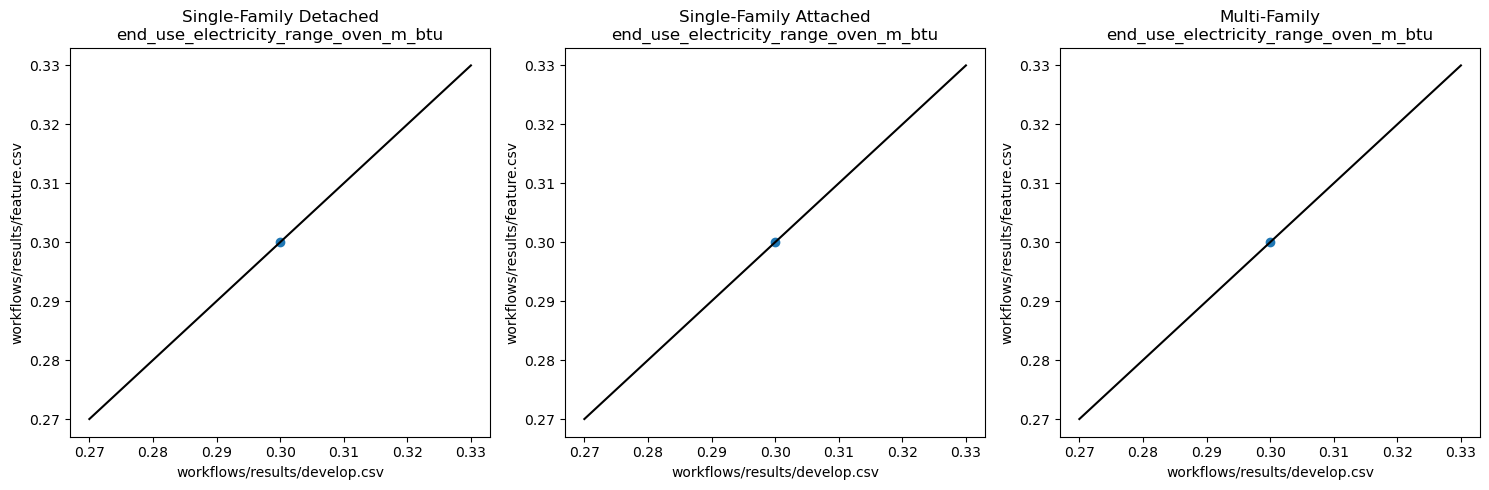 Single-Family Detached
end_use_electricity_range_oven_m_btu
workflows/results/feature.csv
0.33
0.32
0.31
0.30
0.29
0.28
0.27
0.27 0.28 0.29 0.30 0.31 0.32 0.33
workflows/results/develop.csv
Single-Family Attached
end_use_electricity_range_oven_m_btu
workflows/results/feature.csv
0.33
0.32
0.31
0.30
0.29
0.28
0.27
0.27 0.28 0.29 0.30 0.31 0.32 0.33
workflows/results/develop.csv
Multi-Family
end_use_electricity_range_oven_m_btu
workflows/results/feature.csv
0.33
0.32
0.31
0.30
0.29
0.28
0.27
0.27 0.28 0.29 0.30 0.31 0.32 0.33
workflows/results/develop.csv